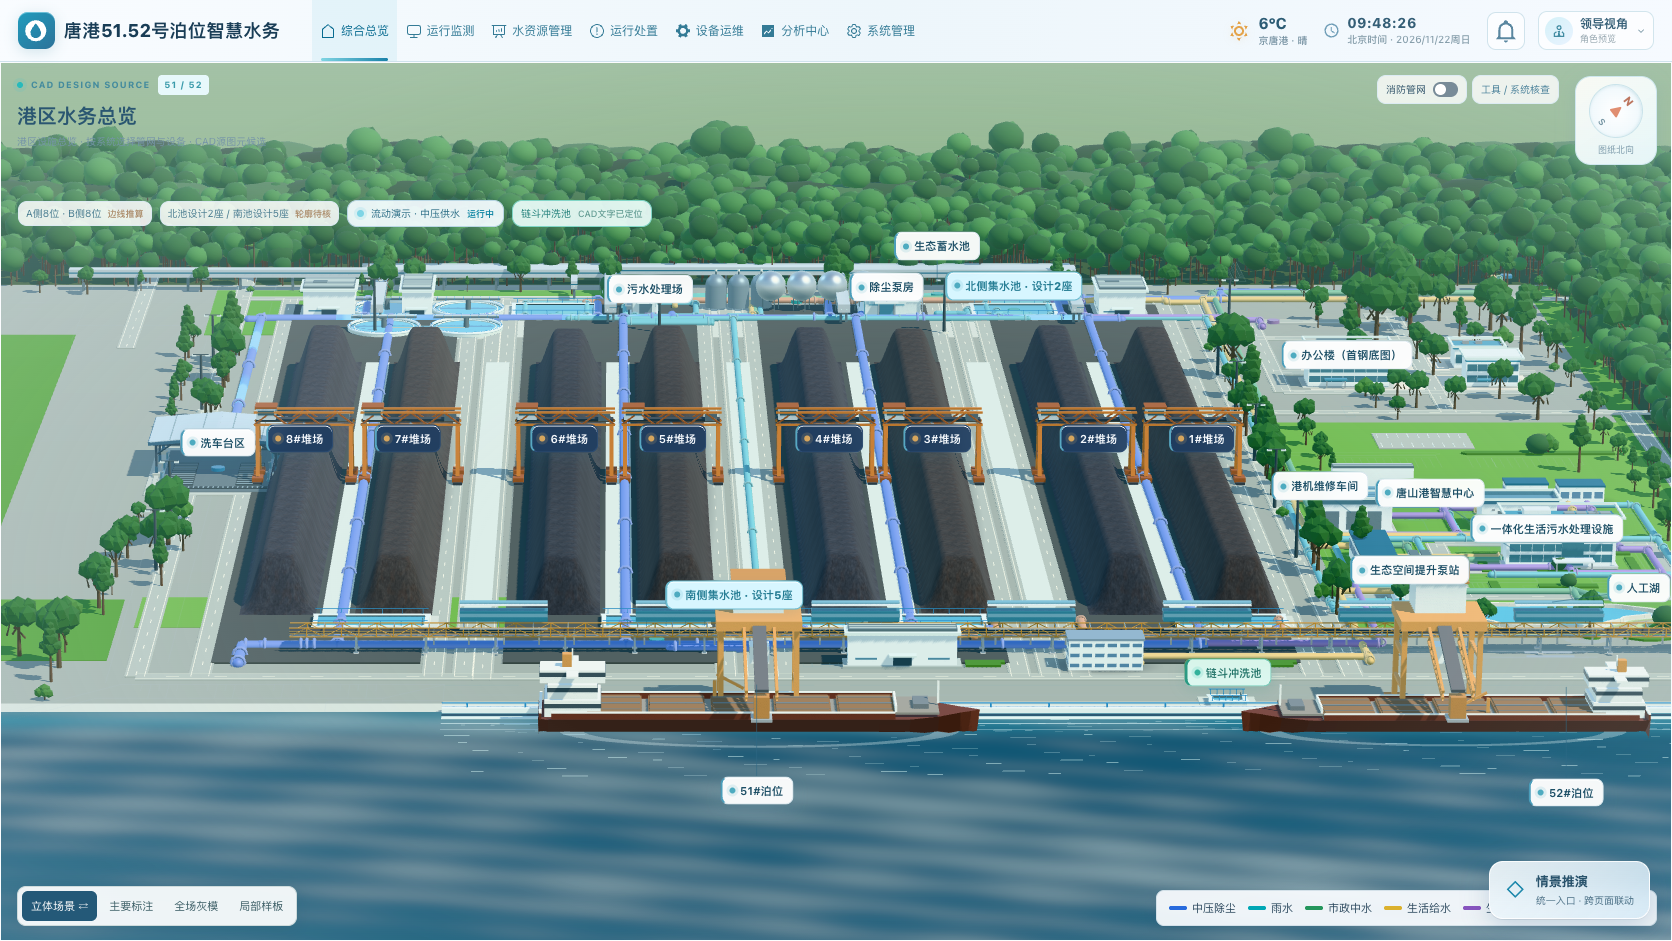 唐港51.52号泊位智慧水务
综合总览
运行监测
水资源管理
运行处置
设备运维
分析中心
系统管理
6°C
京唐港 · 晴
09:48:26
北京时间 · 2026/11/22周日
领导视角
角色预览
CAD DESIGN SOURCE 51 / 52
港区水务总览
消防管网
工具 / 系统核查
N
S
图纸北向
A侧8位 · B侧8位 边线推算
北池设计2座 / 南池设计5座 轮廓待核
流动演示 · 中压供水 运行中
链斗冲洗池 CAD文字已定位
生态蓄水池
污水处理场
除尘泵房
北侧集水池 · 设计2座
办公楼（首钢底图）
洗车台区
8#堆场
7#堆场
6#堆场
5#堆场
4#堆场
3#堆场
2#堆场
1#堆场
港机维修车间
唐山港智慧中心
一体化生活污水处理设施
生态空间提升泵站
人工湖
南侧集水池 · 设计5座
链斗冲洗池
51#泊位
52#泊位
立体场景
主要标注
全场灰模
局部样板
中压除尘
雨水
市政中水
生活给水
情景推演
统一入口 · 跨页面联动